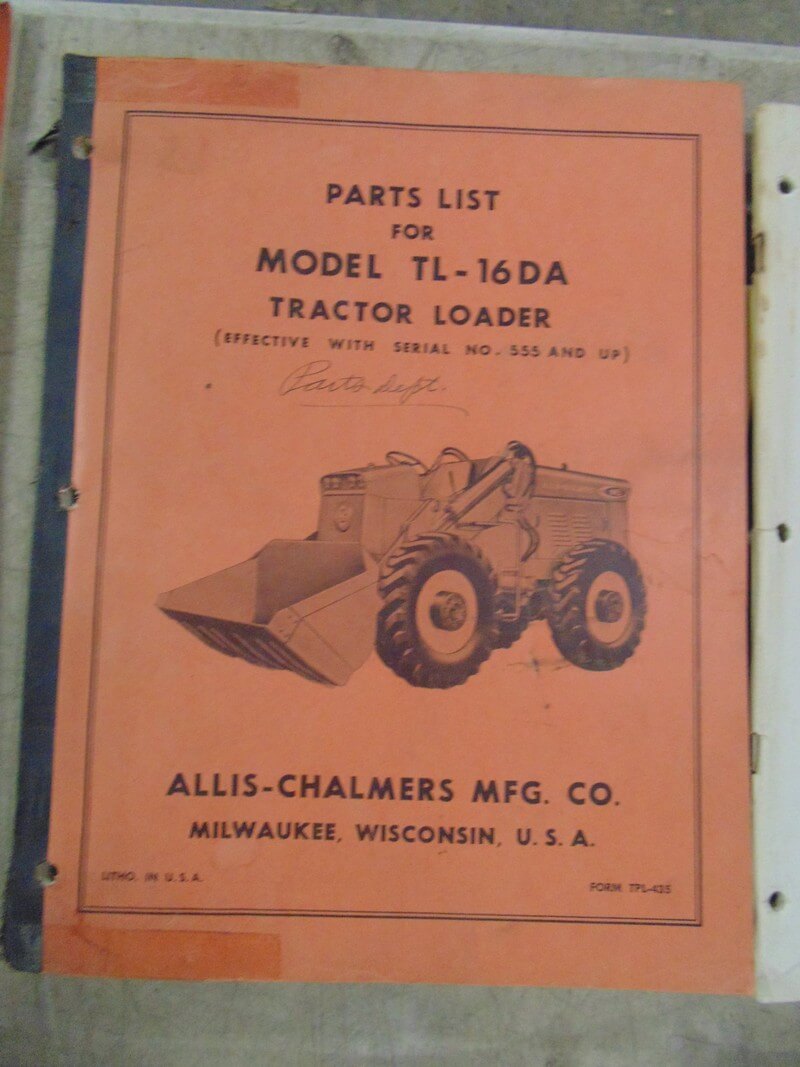 PARTS LIST
FOR
MODEL TL-16DA
TRACTOR LOADER
(EFFECTIVE WITH SERIAL NO. 555 AND UP)
Parts dept.
ALLIS-CHALMERS MFG. CO.
MILWAUKEE, WISCONSIN, U. S. A.
LITHO. IN U.S.A.
FORM TPL-435